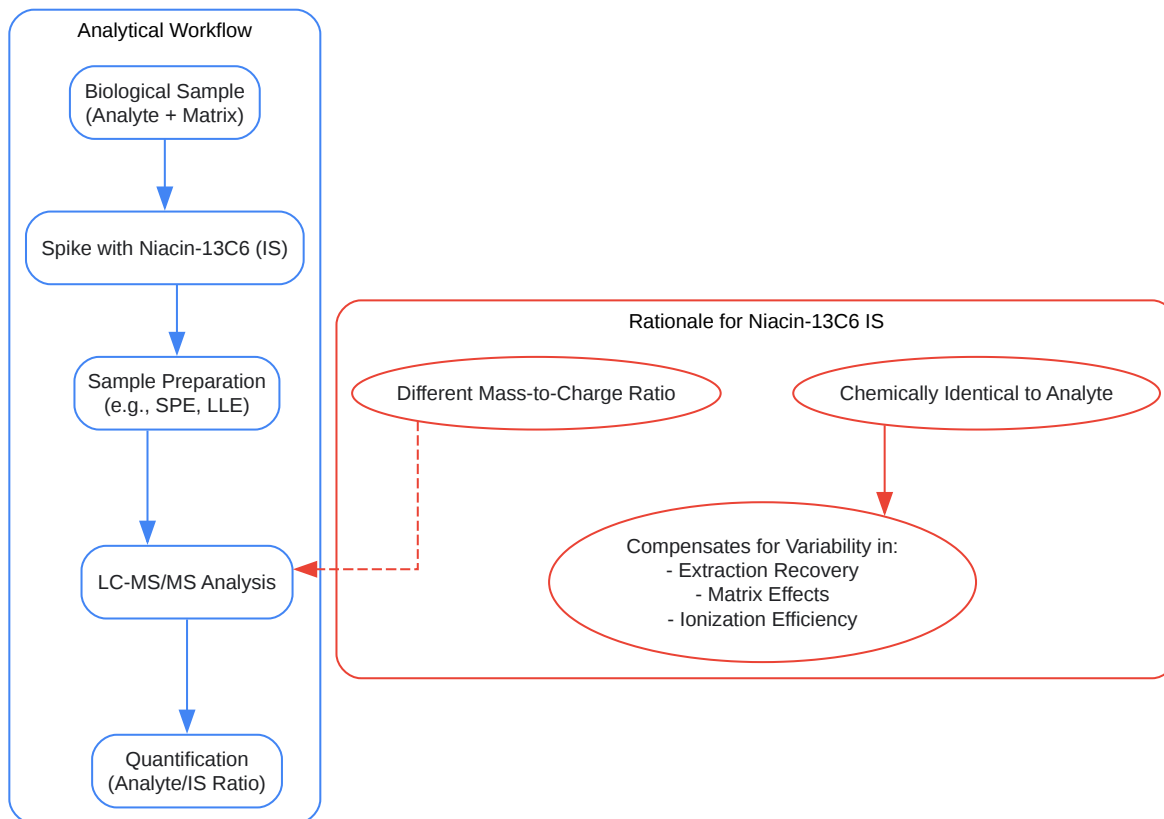 Analytical Workflow
Biological Sample
(Analyte + Matrix)
Spike with Niacin-13C6 (IS)
Sample Preparation
(e.g., SPE, LLE)
LC-MS/MS Analysis
Quantification
(Analyte/IS Ratio)
Rationale for Niacin-13C6 IS
Different Mass-to-Charge Ratio
Chemically Identical to Analyte
Compensates for Variability in:
- Extraction Recovery
- Matrix Effects
- Ionization Efficiency